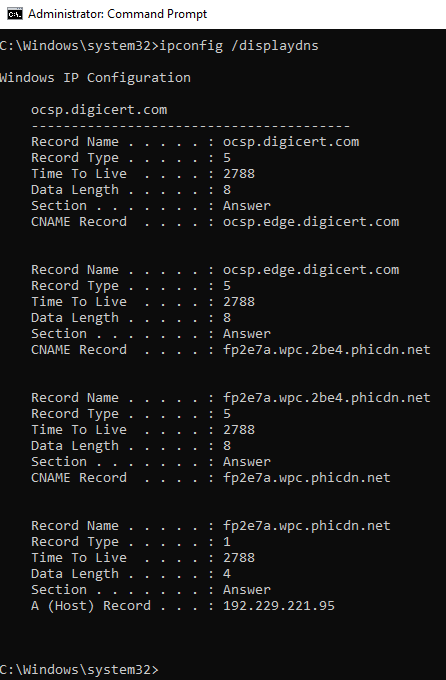 Administrator: Command Prompt
C:\Windows\system32>ipconfig /displaydns
Windows IP Configuration
ocsp.digicert.com
----------------------------------------
Record Name . . . . . : ocsp.digicert.com
Record Type . . . . . : 5
Time To Live  . . . . : 2788
Data Length . . . . . : 8
Section . . . . . . . : Answer
CNAME Record  . . . . : ocsp.edge.digicert.com
Record Name . . . . . : ocsp.edge.digicert.com
Record Type . . . . . : 5
Time To Live  . . . . : 2788
Data Length . . . . . : 8
Section . . . . . . . : Answer
CNAME Record  . . . . : fp2e7a.wpc.2be4.phicdn.net
Record Name . . . . . : fp2e7a.wpc.2be4.phicdn.net
Record Type . . . . . : 5
Time To Live  . . . . : 2788
Data Length . . . . . : 8
Section . . . . . . . : Answer
CNAME Record  . . . . : fp2e7a.wpc.phicdn.net
Record Name . . . . . : fp2e7a.wpc.phicdn.net
Record Type . . . . . : 1
Time To Live  . . . . : 2788
Data Length . . . . . : 4
Section . . . . . . . : Answer
A (Host) Record . . . : 192.229.221.95
C:\Windows\system32>